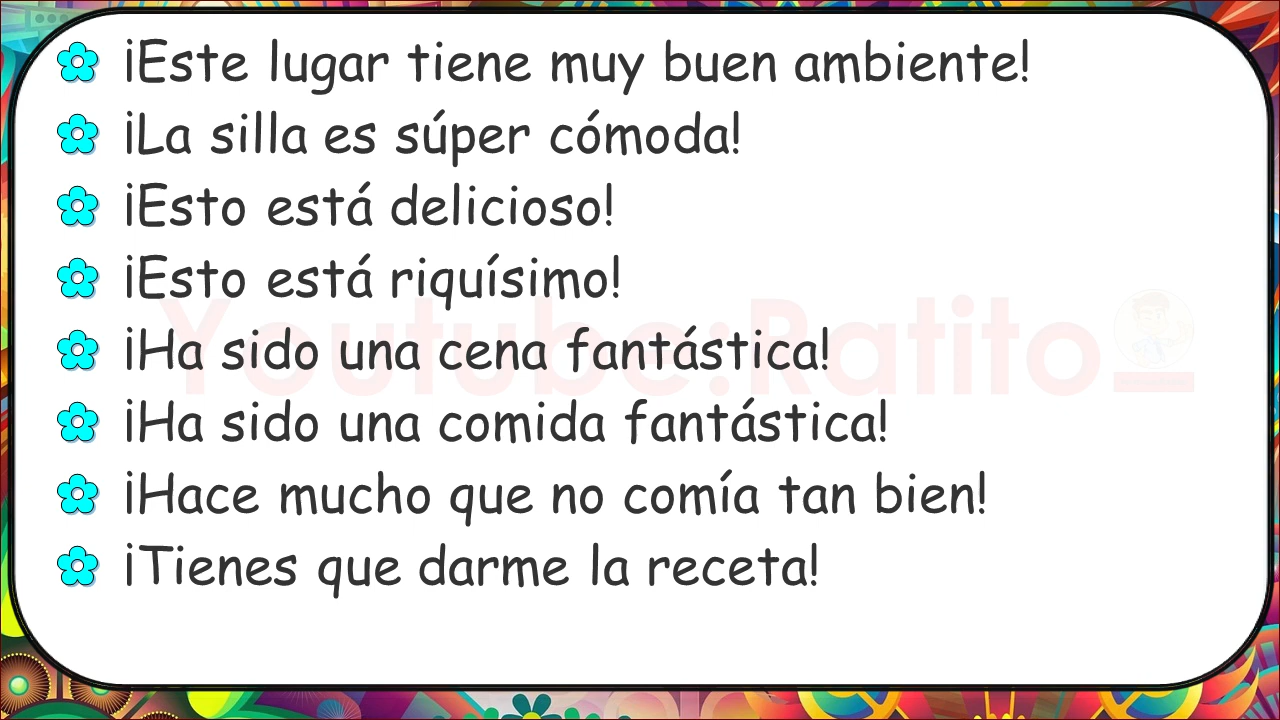 ¡Este lugar tiene muy buen ambiente!
¡La silla es súper cómoda!
¡Esto está delicioso!
¡Esto está riquísimo!
¡Ha sido una cena fantástica!
¡Ha sido una comida fantástica!
¡Hace mucho que no comía tan bien!
¡Tienes que darme la receta!
Youtube:Ratito